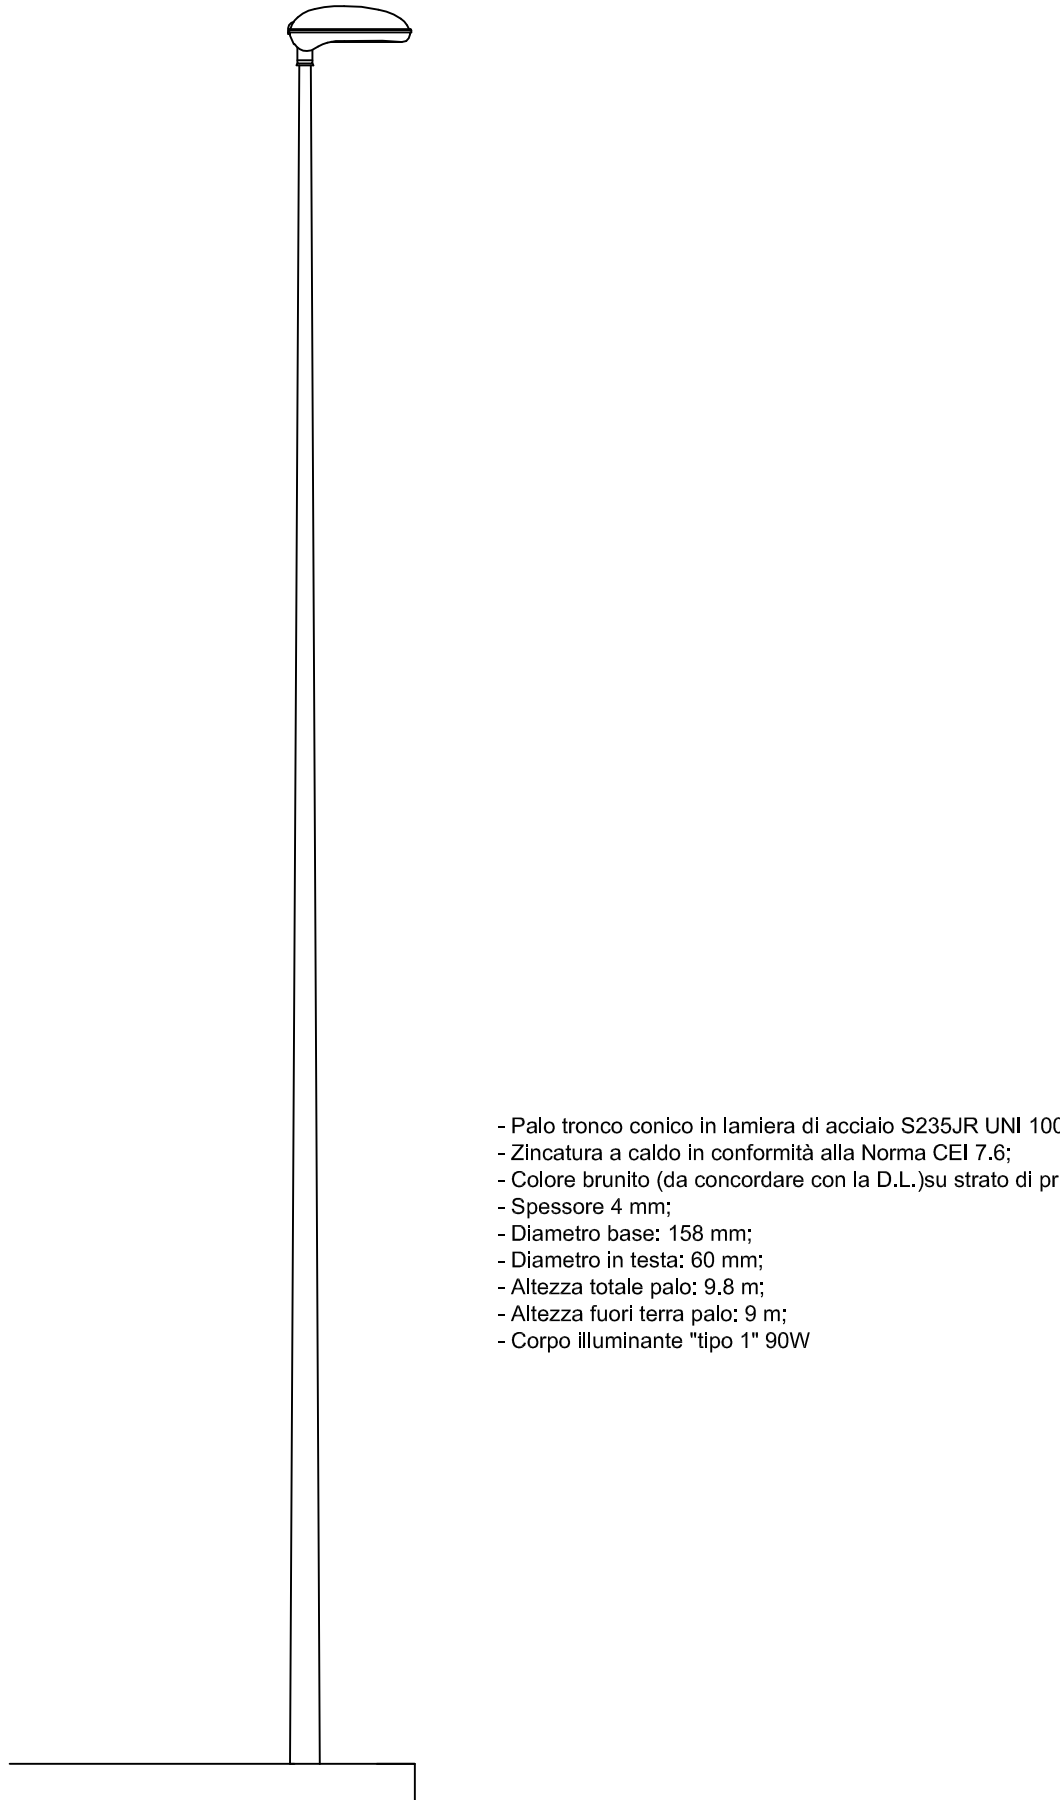 - Palo tronco conico in lamiera di acciaio S235JR UNI 100
- Zincatura a caldo in conformità alla Norma CEI 7.6;
- Colore brunito (da concordare con la D.L.)su strato di pr
- Spessore 4 mm;
- Diametro base: 158 mm;
- Diametro in testa: 60 mm;
- Altezza totale palo: 9.8 m;
- Altezza fuori terra palo: 9 m;
- Corpo illuminante "tipo 1" 90W